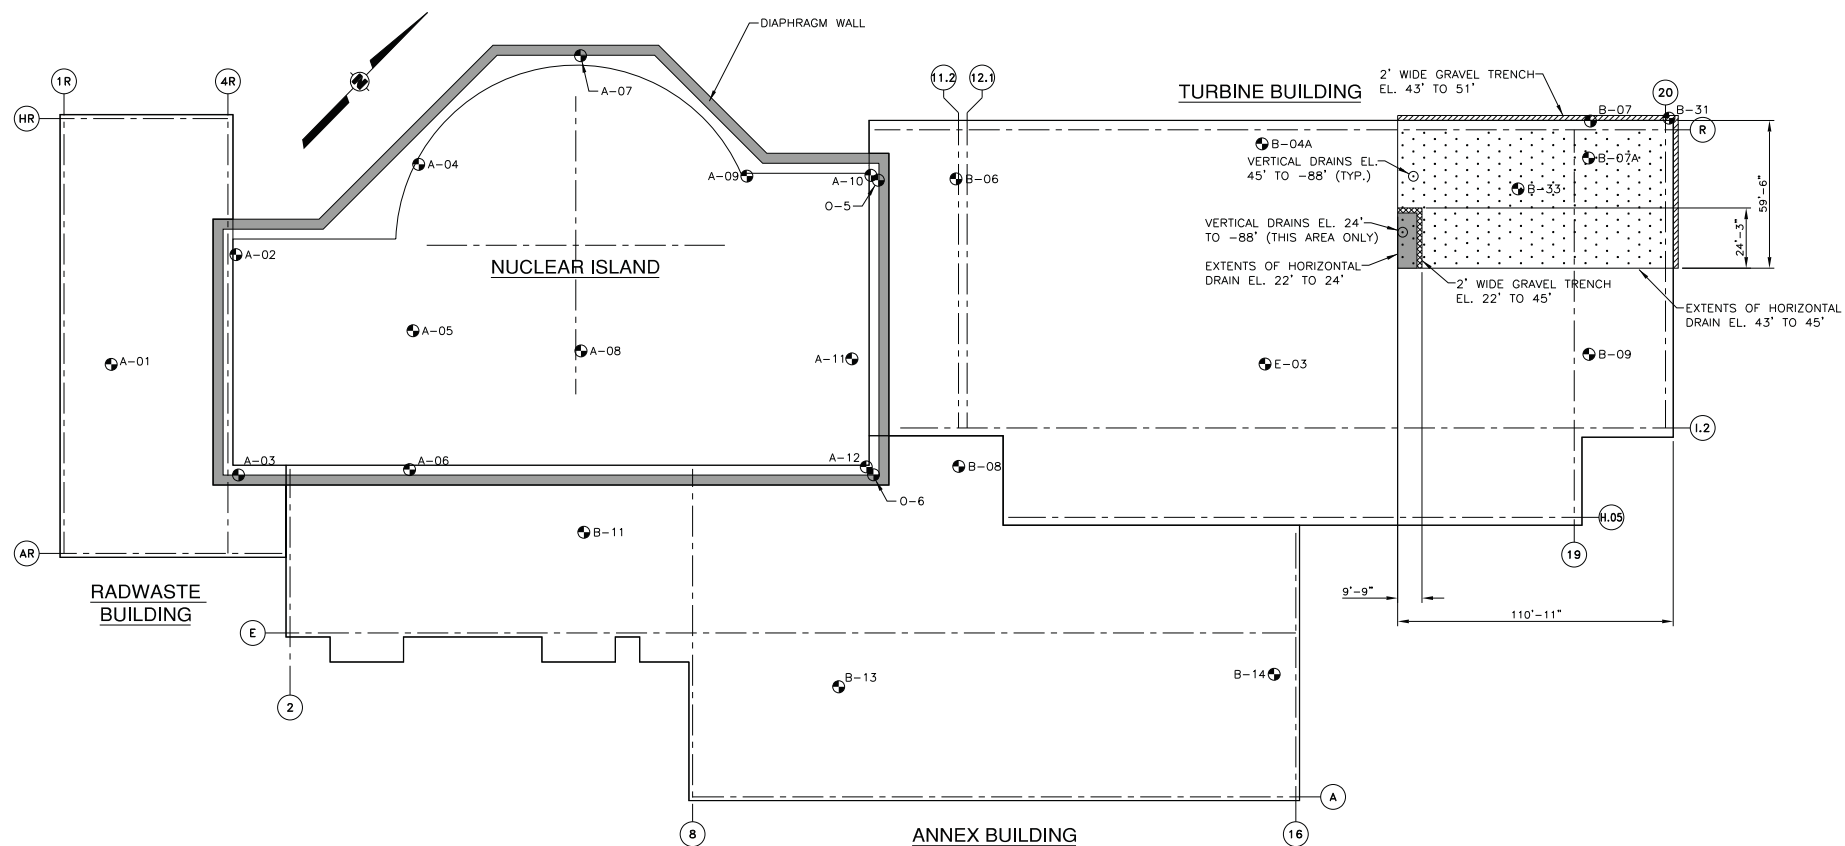 DIAPHRAGM WALL
2' WIDE GRAVEL TRENCH
EL. 43' TO 51'
1R
4R
11.2
12.1
TURBINE BUILDING
20
N
A-07
B-07
B-31
HR
R
B-04A
A-04
VERTICAL DRAINS EL.
45' TO -88' (TYP.)
B-07A
A-09
A-10
B-06
B-33
O-5
59'-6"
VERTICAL DRAINS EL. 24'
TO -88' (THIS AREA ONLY)
24'-3"
A-02
NUCLEAR ISLAND
EXTENTS OF HORIZONTAL
DRAIN EL. 22' TO 24'
2' WIDE GRAVEL TRENCH
EL. 22' TO 45'
EXTENTS OF HORIZONTAL
DRAIN EL. 43' TO 45'
A-05
A-08
A-11
A-01
E-03
B-09
I.2
A-03
A-06
A-12
B-08
O-6
H.05
B-11
AR
19
RADWASTE
BUILDING
9'-9"
110'-11"
E
B-13
B-14
2
A
8
ANNEX BUILDING
16